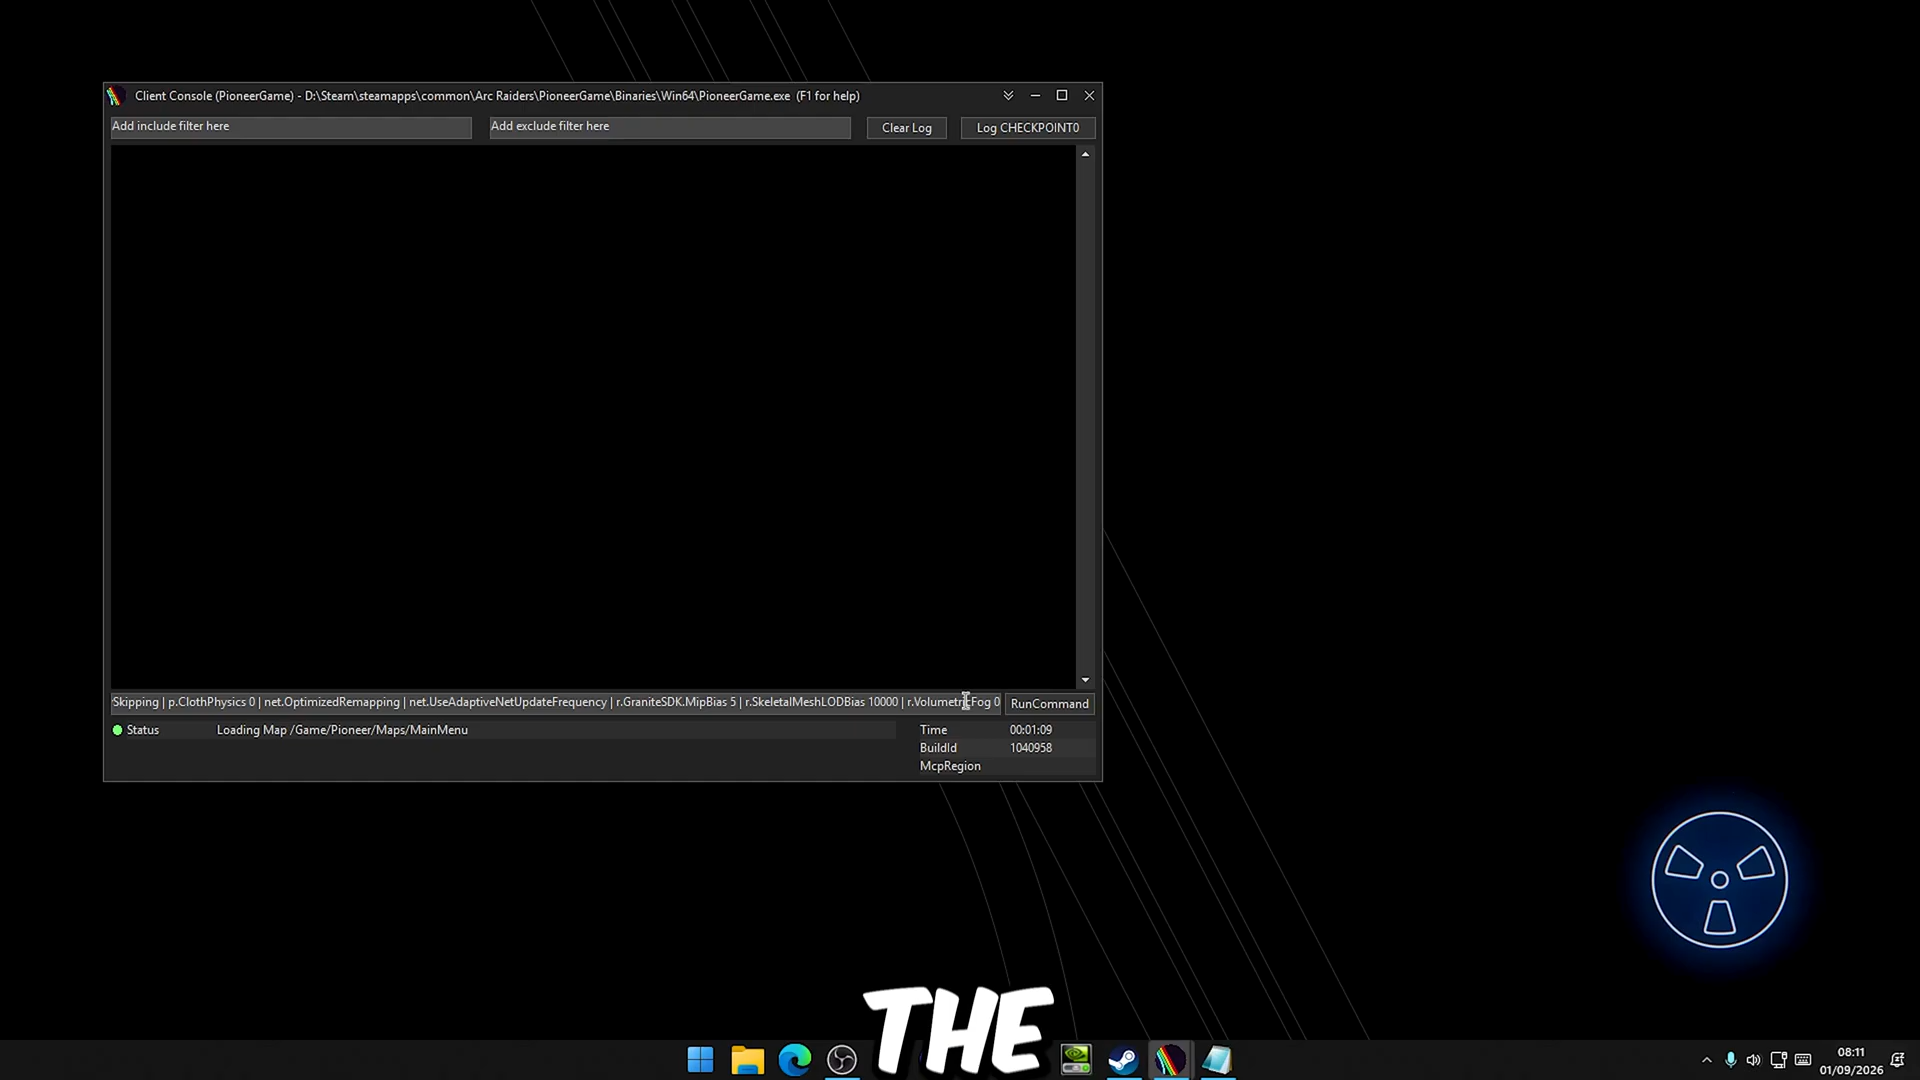 Client Console (PioneerGame) - D:\Steam\steamapps\common\Arc Raiders\PioneerGame\Binaries\Win64\PioneerGame.exe (F1 for help)
Add include filter here
Add exclude filter here
Clear Log
Log CHECKPOINT0
Skipping | p.ClothPhysics 0 | net.OptimizedRemapping | net.UseAdaptiveNetUpdateFrequency | r.GraniteSDK.MipBias 5 | r.SkeletalMeshLODBias 10000 | r.VolumetricFog 0
RunCommand
Status
Loading Map /Game/Pioneer/Maps/MainMenu
Time
00:01:09
BuildId
1040958
McpRegion
THE
08:11
01/09/2026